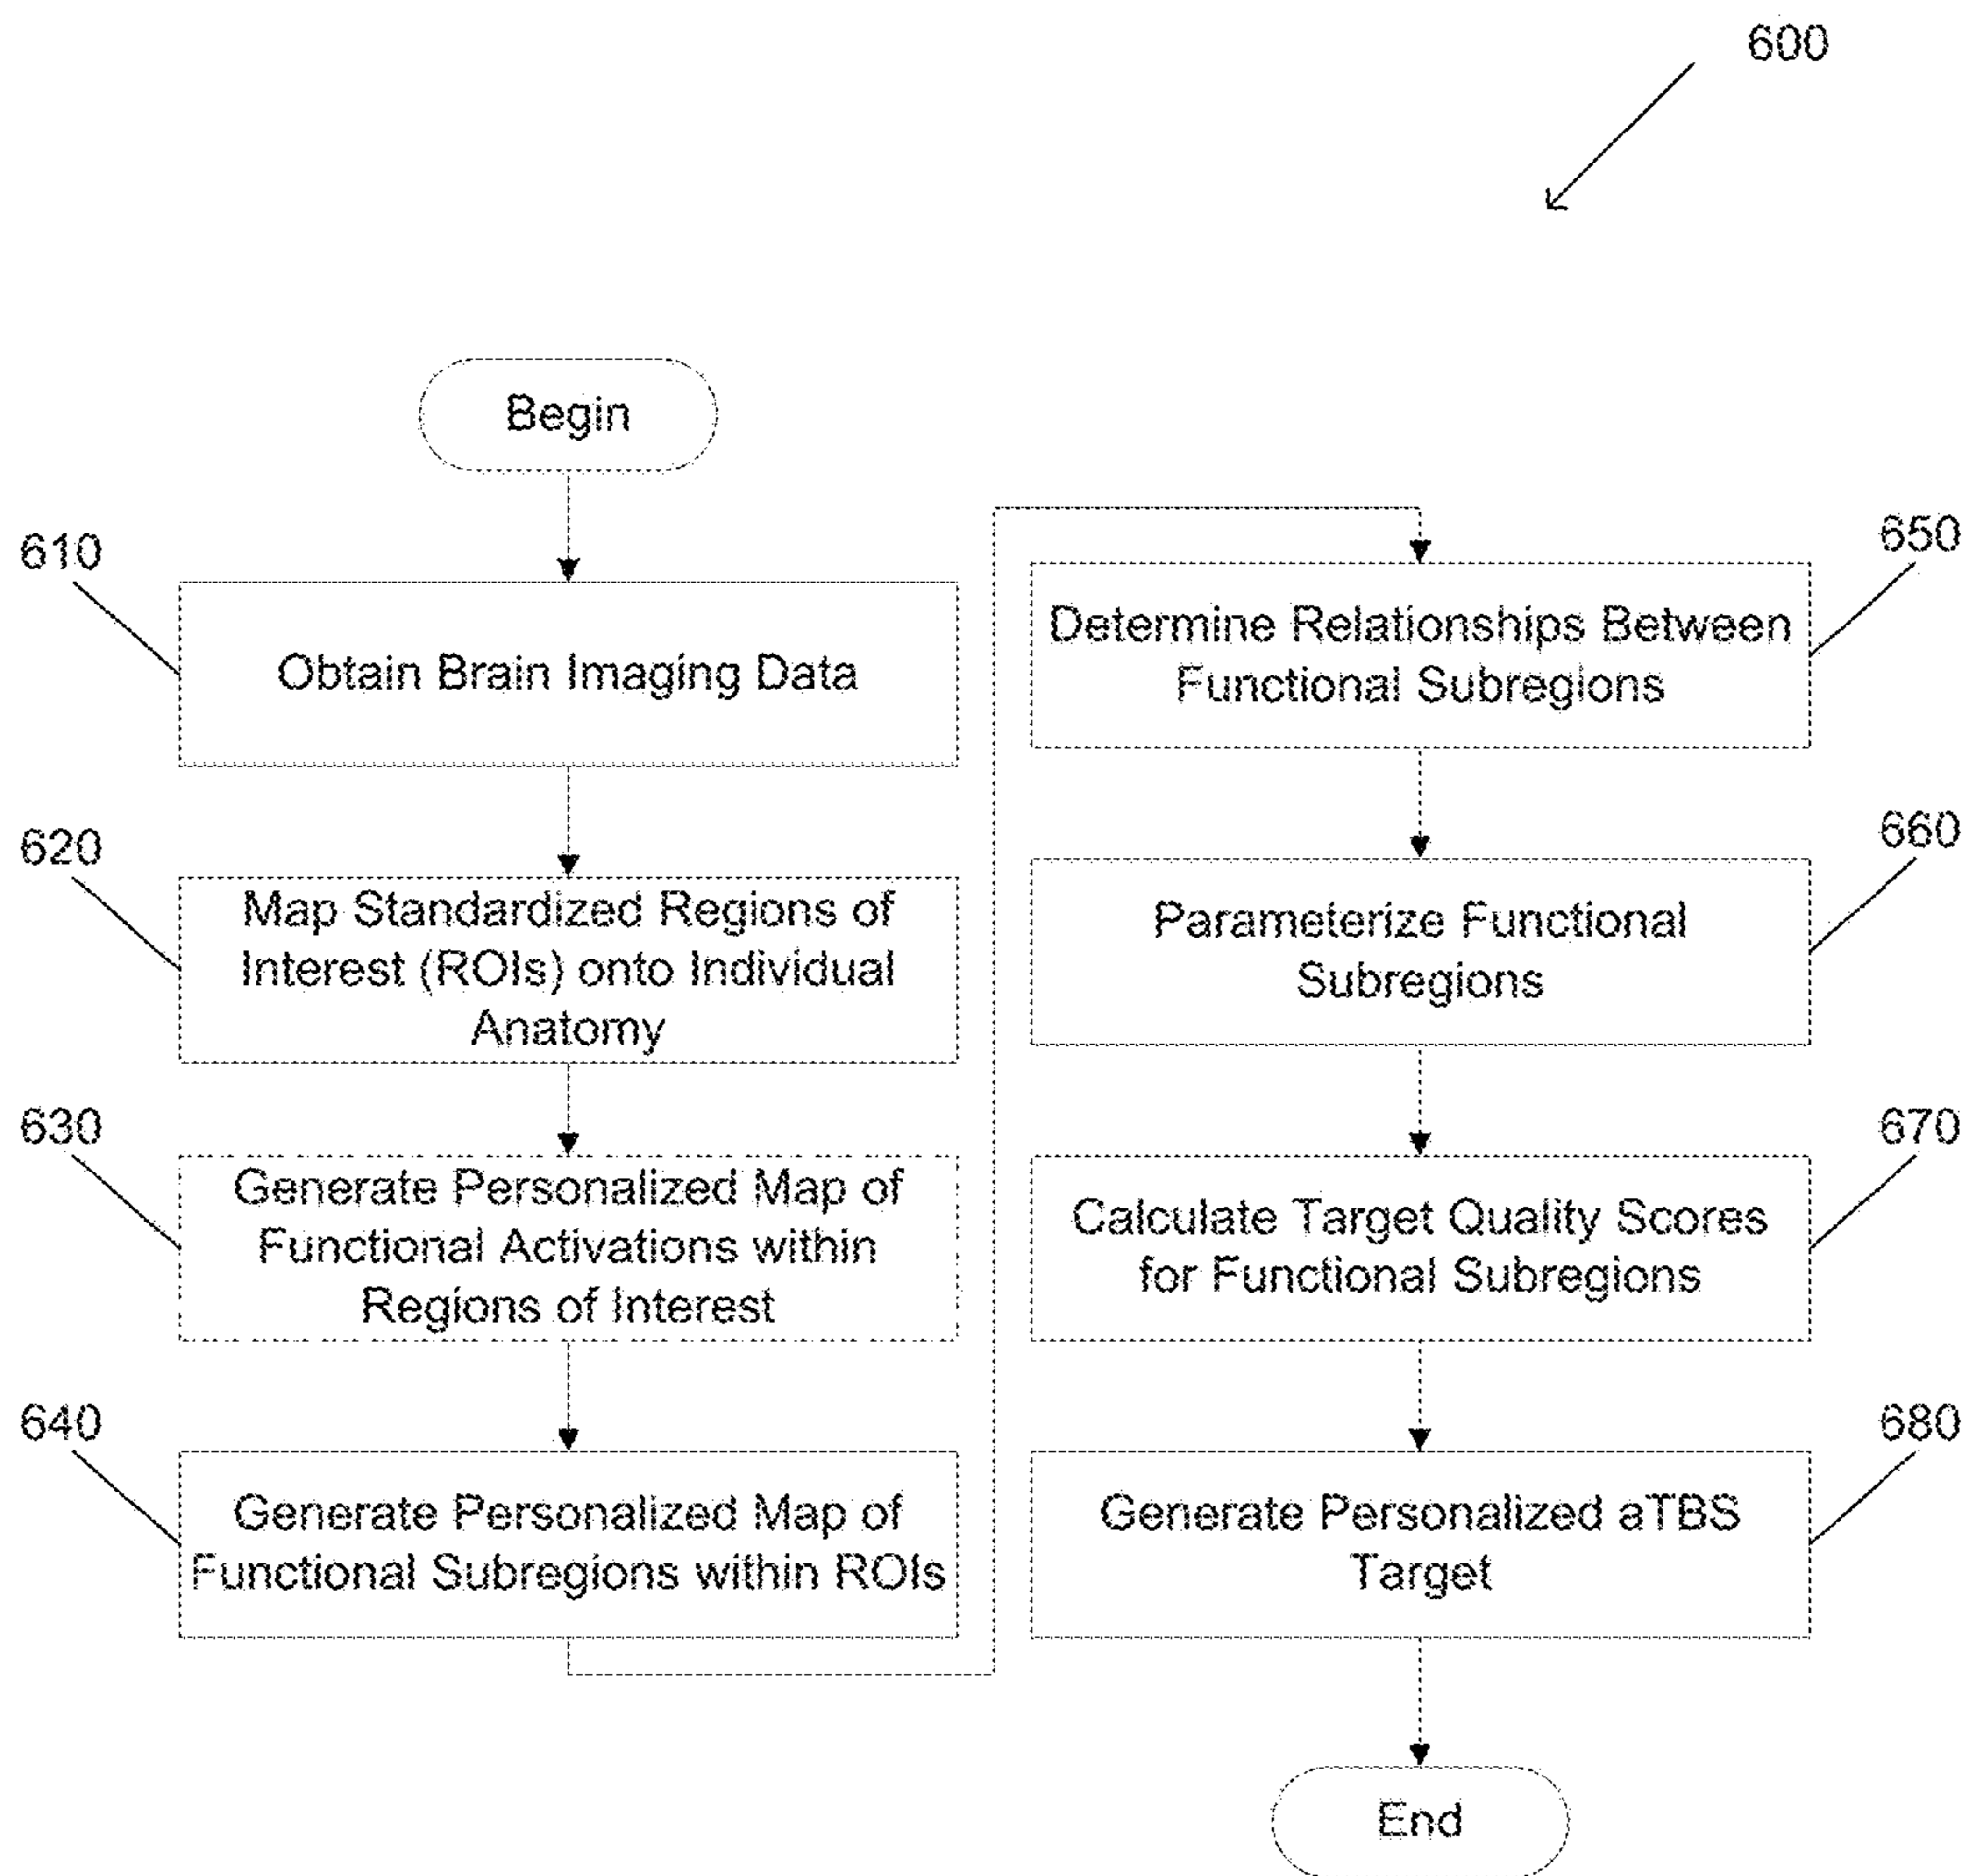 600
Begin
610
Obtain Brain Imaging Data
620
Map Standardized Regions of
Interest (ROIs) onto Individual
Anatomy
630
Generate Personalized Map of
Functional Activations within
Regions of Interest
640
Generate Personalized Map of
Functional Subregions within ROIs
650
Determine Relationships Between
Functional Subregions
660
Parameterize Functional
Subregions
670
Calculate Target Quality Scores
for Functional Subregions
680
Generate Personalized aTBS
Target
End